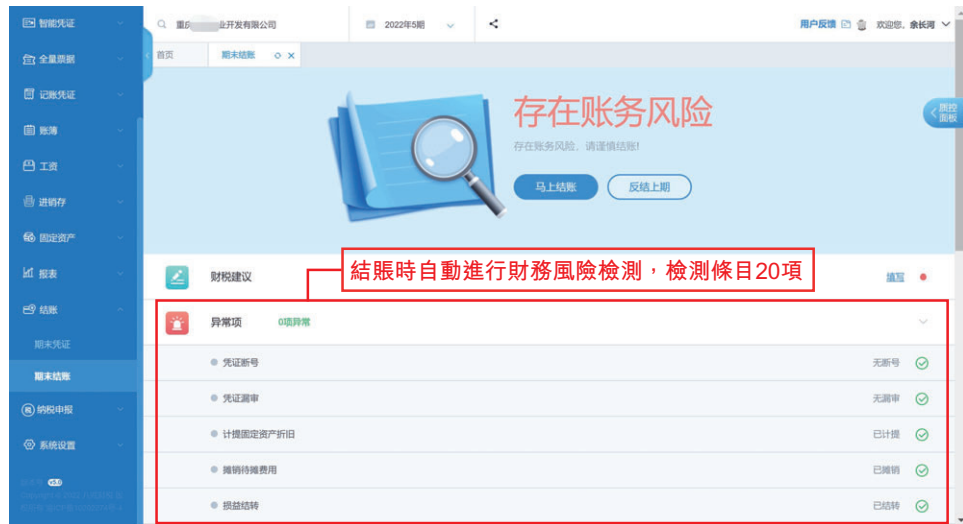 智能凭证
重庆 业开发有限公司
2022年5期
用户反馈
欢迎您，余长河
全量票据
首页
期末结账
记账凭证
质控面板
账簿
存在账务风险
存在账务风险，请谨慎结账!
工资
马上结账
反结上期
进销存
固定资产
结賬時自動進行財務風險檢測，檢測條目20項
报表
财税建议
填写
结账
异常项
0项异常
期末凭证
凭证断号
无断号
期末结账
凭证漏审
无漏审
纳税申报
计提固定资产折旧
已计提
系统设置
摊销待摊费用
已摊销
v5.0
损益结转
已结转